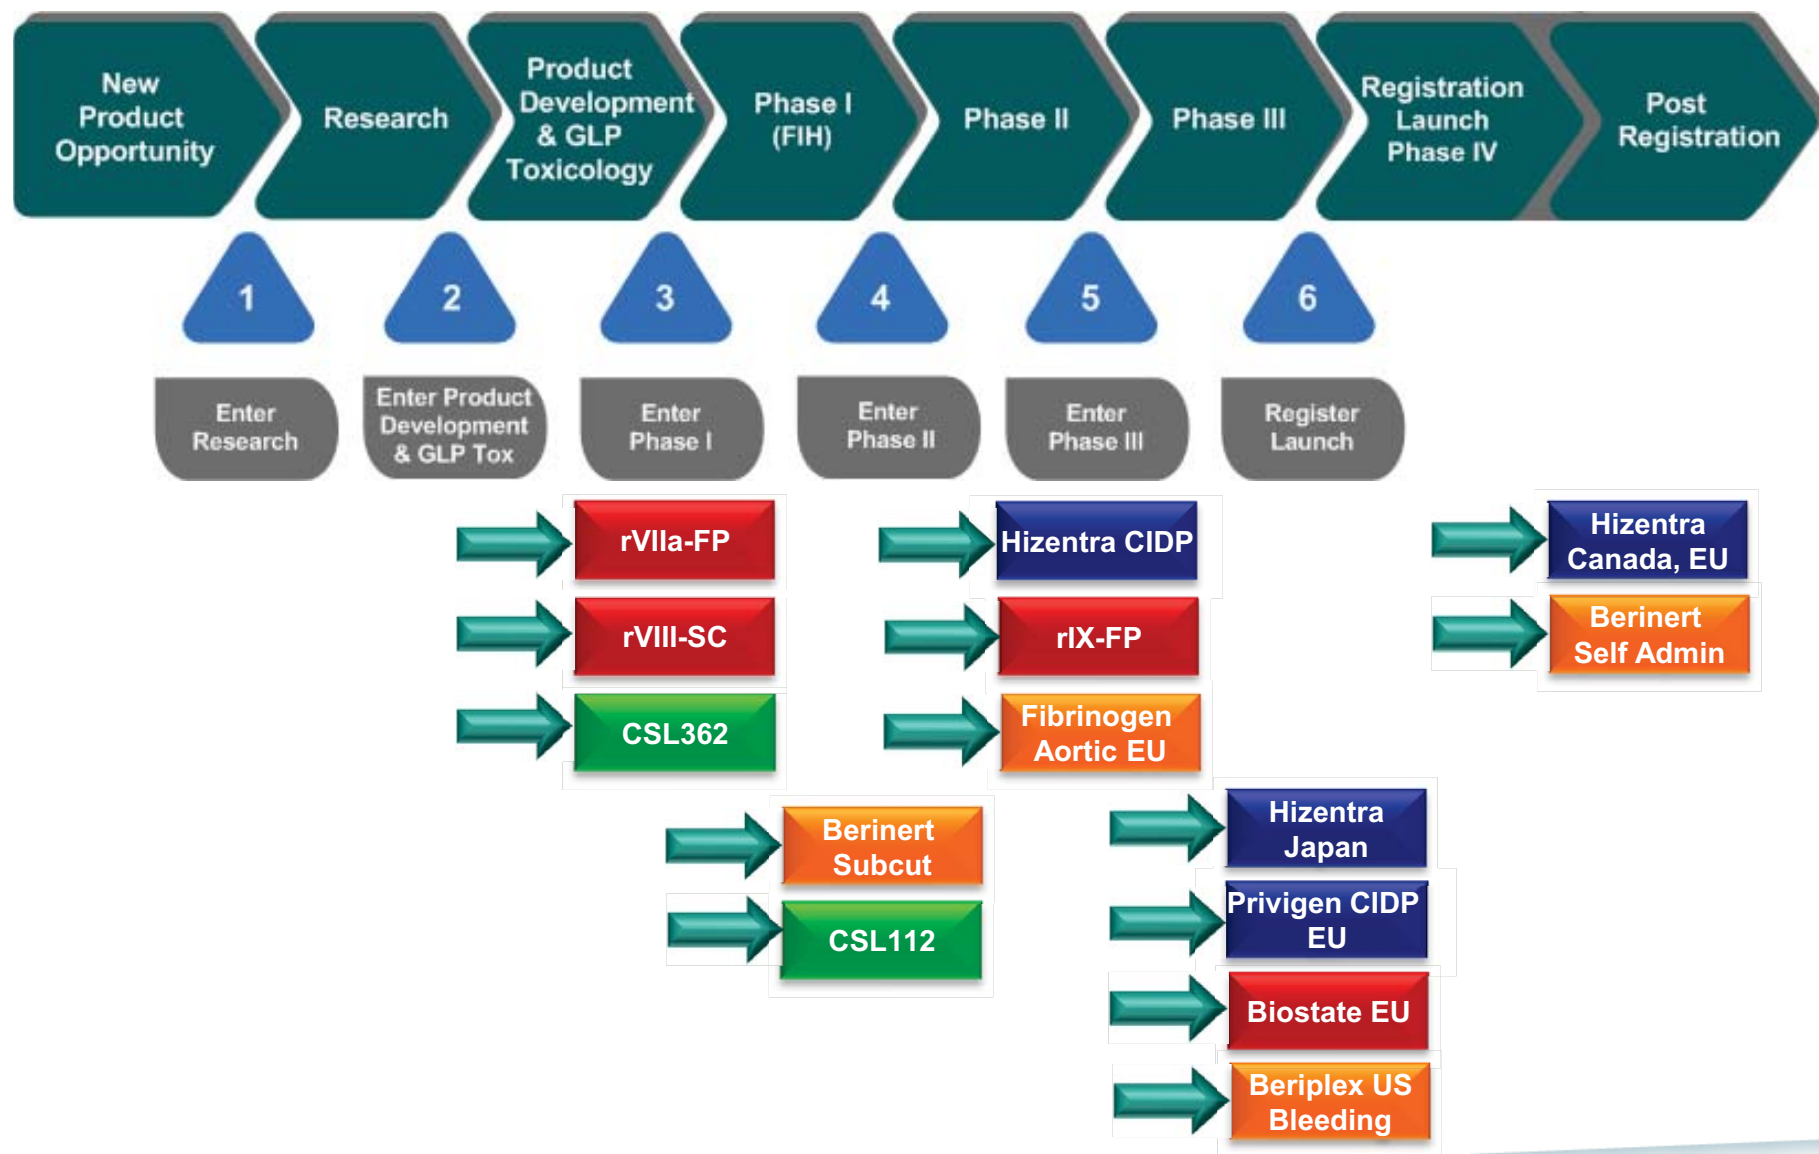 New
Product
Opportunity
Research
Product
Development
& GLP
Toxicology
Phase I
(FIH)
Phase II
Phase III
Registration
Launch
Phase IV
Post
Registration
1
2
3
4
5
6
Enter
Research
Enter Product
Development
& GLP Tox
Enter
Phase I
Enter
Phase II
Enter
Phase III
Register
Launch
rVIIa-FP
Hizentra CIDP
Hizentra
Canada, EU
rVIII-SC
rIX-FP
Berinert
Self Admin
CSL362
Fibrinogen
Aortic EU
Berinert
Subcut
Hizentra
Japan
CSL112
Privigen CIDP
EU
Biostate EU
Beriplex US
Bleeding